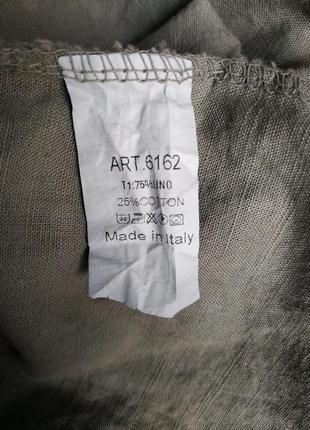 ART.6162
T1:75%LINO
25%COTTON
Made in Italy